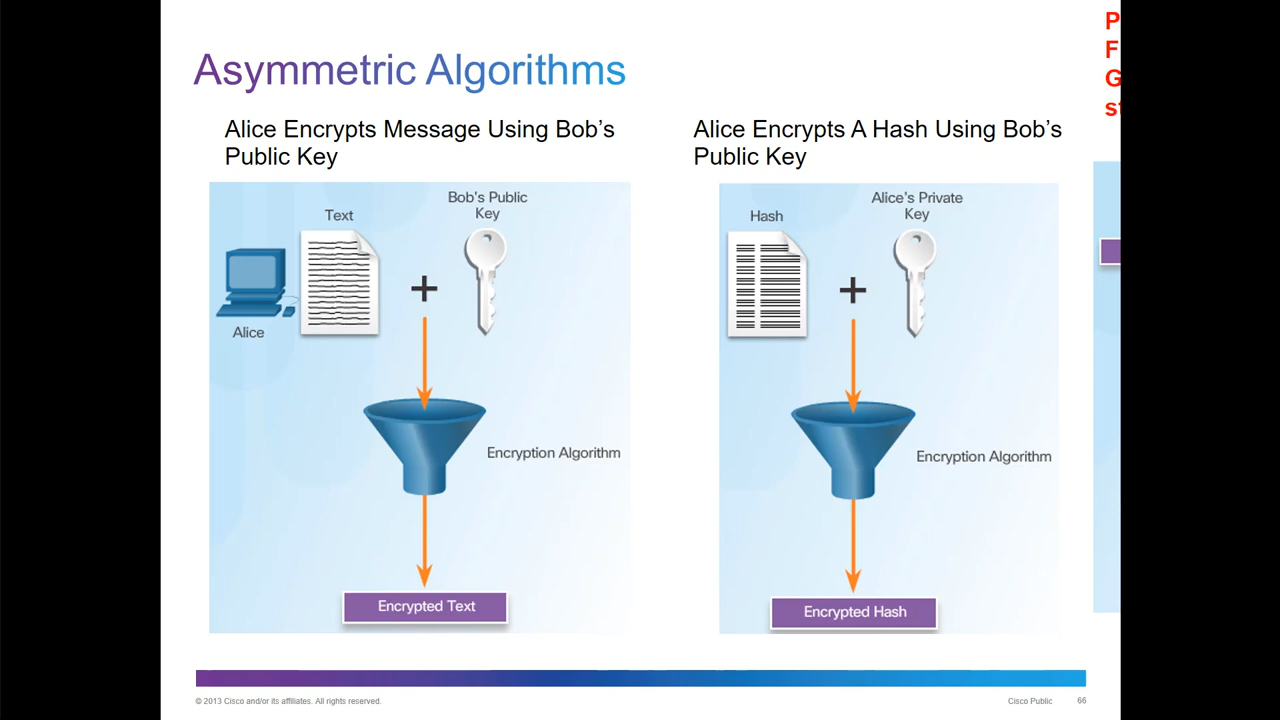 Asymmetric Algorithms
Alice Encrypts Message Using Bob's
Public Key
Text
Bob's Public
Key
Alice
Encryption Algorithm
Encrypted Text
Alice Encrypts A Hash Using Bob's
Public Key
Hash
Alice's Private
Key
Encryption Algorithm
Encrypted Hash
P
F
G
© 2013 Cisco and/or its affiliates. All rights reserved.
Cisco Public
66